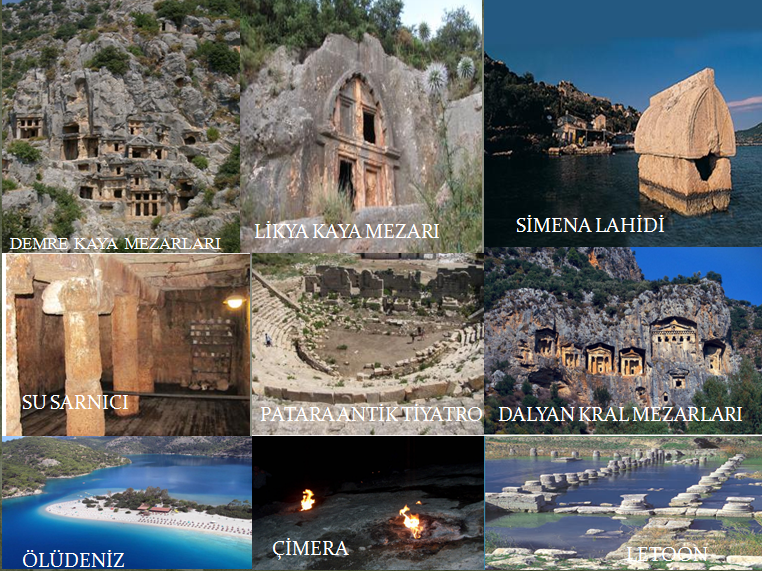 DEMRE KAYA MEZARLARI
LİKYA KAYA MEZARI
SİMENA LAHİDİ
SU SARNICI
PATARA ANTİK TİYATRO
DALYAN KRAL MEZARLARI
ÖLÜDENİZ
ÇİMERA
LETOON